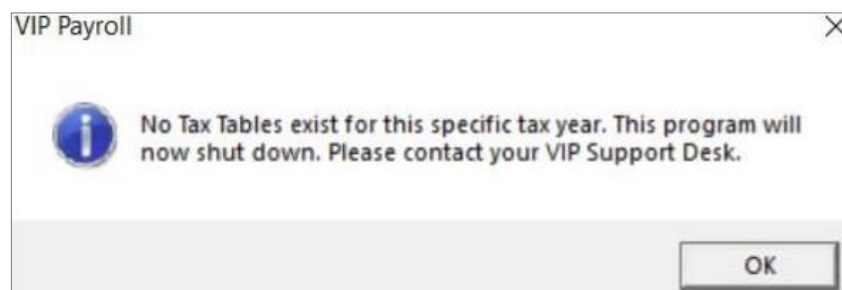 VIP Payroll
No Tax Tables exist for this specific tax year. This program will
now shut down. Please contact your VIP Support Desk.
OK